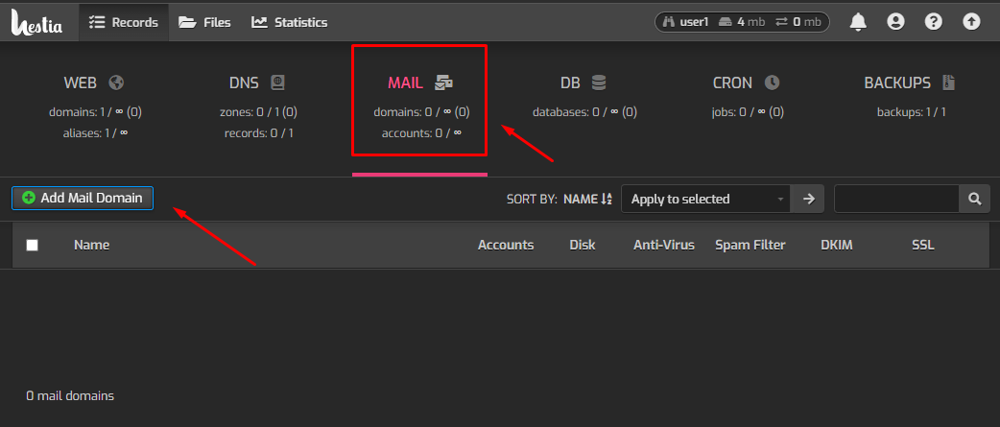 Hestia Records Files Statistics user1 4 mb 0 mb
WEB DNS MAIL DB CRON BACKUPS
domains: 1 / ∞ (0) zones: 0 / 1 (0) domains: 0 / ∞ (0) databases: 0 / ∞ (0) jobs: 0 / ∞ (0) backups: 1 / 1
aliases: 1 / ∞ records: 0 / 1 accounts: 0 / ∞
Add Mail Domain SORT BY: NAME Apply to selected
Name Accounts Disk Anti-Virus Spam Filter DKIM SSL
0 mail domains